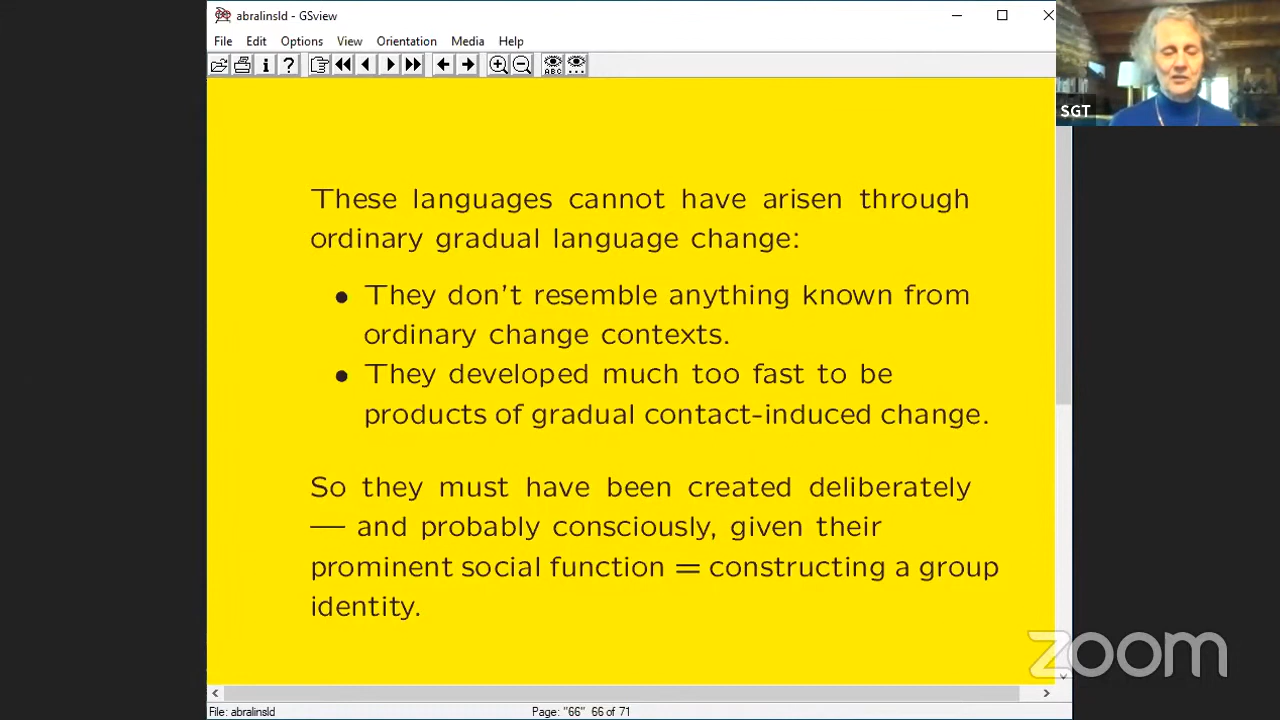 abralinsld - GSview
File Edit Options View Orientation Media Help
SGT
These languages cannot have arisen through
ordinary gradual language change:
• They don't resemble anything known from
ordinary change contexts.
• They developed much too fast to be
products of gradual contact-induced change.
So they must have been created deliberately
— and probably consciously, given their
prominent social function = constructing a group
identity.
zoom
File: abralinsld Page: "66" 66 of 71